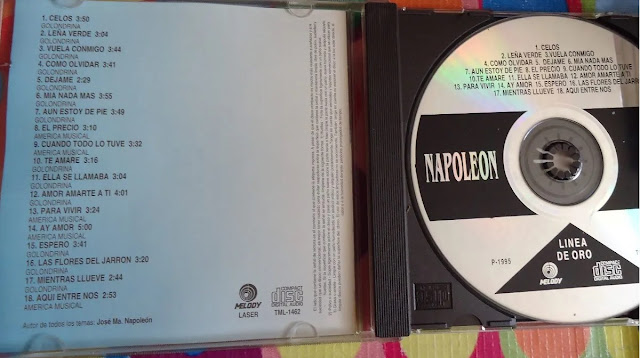 1. CELOS 3:50
GOLONDRINA
2. LEÑA VERDE 3:04
GOLONDRINA
3. VUELA CONMIGO 3:44
GOLONDRINA
4. COMO OLVIDAR 3:41
GOLONDRINA
5. DEJAME 2:29
GOLONDRINA
6. MIA NADA MAS 3:55
GOLONDRINA
7. AUN ESTOY DE PIE 3:49
GOLONDRINA
8. EL PRECIO 3:10
AMERICA MUSICAL
9. CUANDO TODO LO TUVE 3:32
AMERICA MUSICAL
10. TE AMARE 3:16
GOLONDRINA
11. ELLA SE LLAMABA 3:04
GOLONDRINA
12. AMOR AMARTE A TI 4:01
GOLONDRINA
13. PARA VIVIR 3:24
AMERICA MUSICAL
14. AY AMOR 5:00
AMERICA MUSICAL
15. ESPERO 3:41
GOLONDRINA
16. LAS FLORES DEL JARRON 3:20
GOLONDRINA
17. MIENTRAS LLUEVE 2:44
GOLONDRINA
18. AQUI ENTRE NOS 2:53
AMERICA MUSICAL
Autor de todos los temas: José Ma. Napoleón
MELODY
LASER
COMPACT
disc
DIGITAL AUDIO
TML-1462
1. CELOS
2. LEÑA VERDE 3.VUELA CONMIGO
4. COMO OLVIDAR 5. DEJAME 6. MIA NADA MAS
7. AUN ESTOY DE PIE 8. EL PRECIO 9. CUANDO TODO LO TUVE
10.TE AMARE 11. ELLA SE LLAMABA 12. AMOR AMARTE A TI
13. PARA VIVIR 14. AY AMOR 15. ESPERO 16. LAS FLORES DEL JARRON
17. MIENTRAS LLUEVE 18. AQUI ENTRE NOS
NAPOLEON
LINEA
DE ORO
P-1995
MELODY
COMPACT
disc
DIGITAL AUDIO